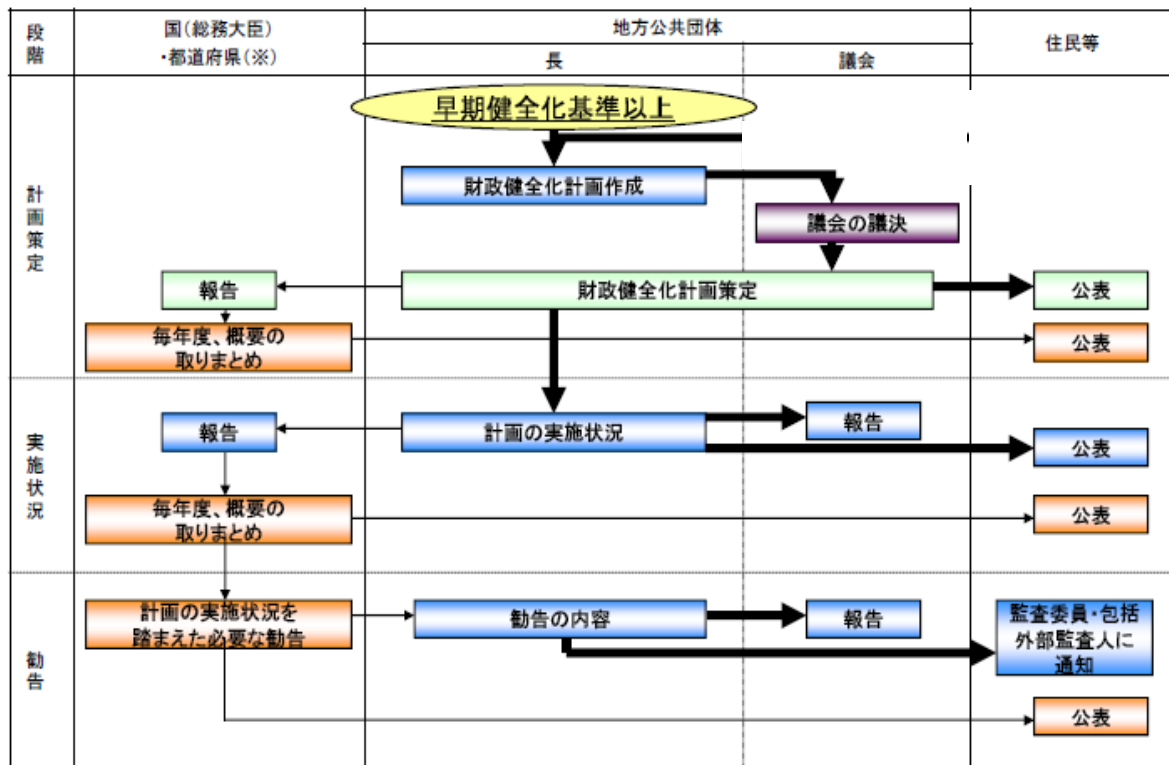 段階
国(総務大臣)
・都道府県(※)
地方公共団体
長
議会
住民等
計画策定
早期健全化基準以上
財政健全化計画作成
議会の議決
報告
財政健全化計画策定
公表
毎年度、概要の
取りまとめ
公表
実施状況
報告
計画の実施状況
報告
公表
毎年度、概要の
取りまとめ
公表
勧告
計画の実施状況を
踏まえた必要な勧告
勧告の内容
報告
監査委員・包括
外部監査人に
通知
公表